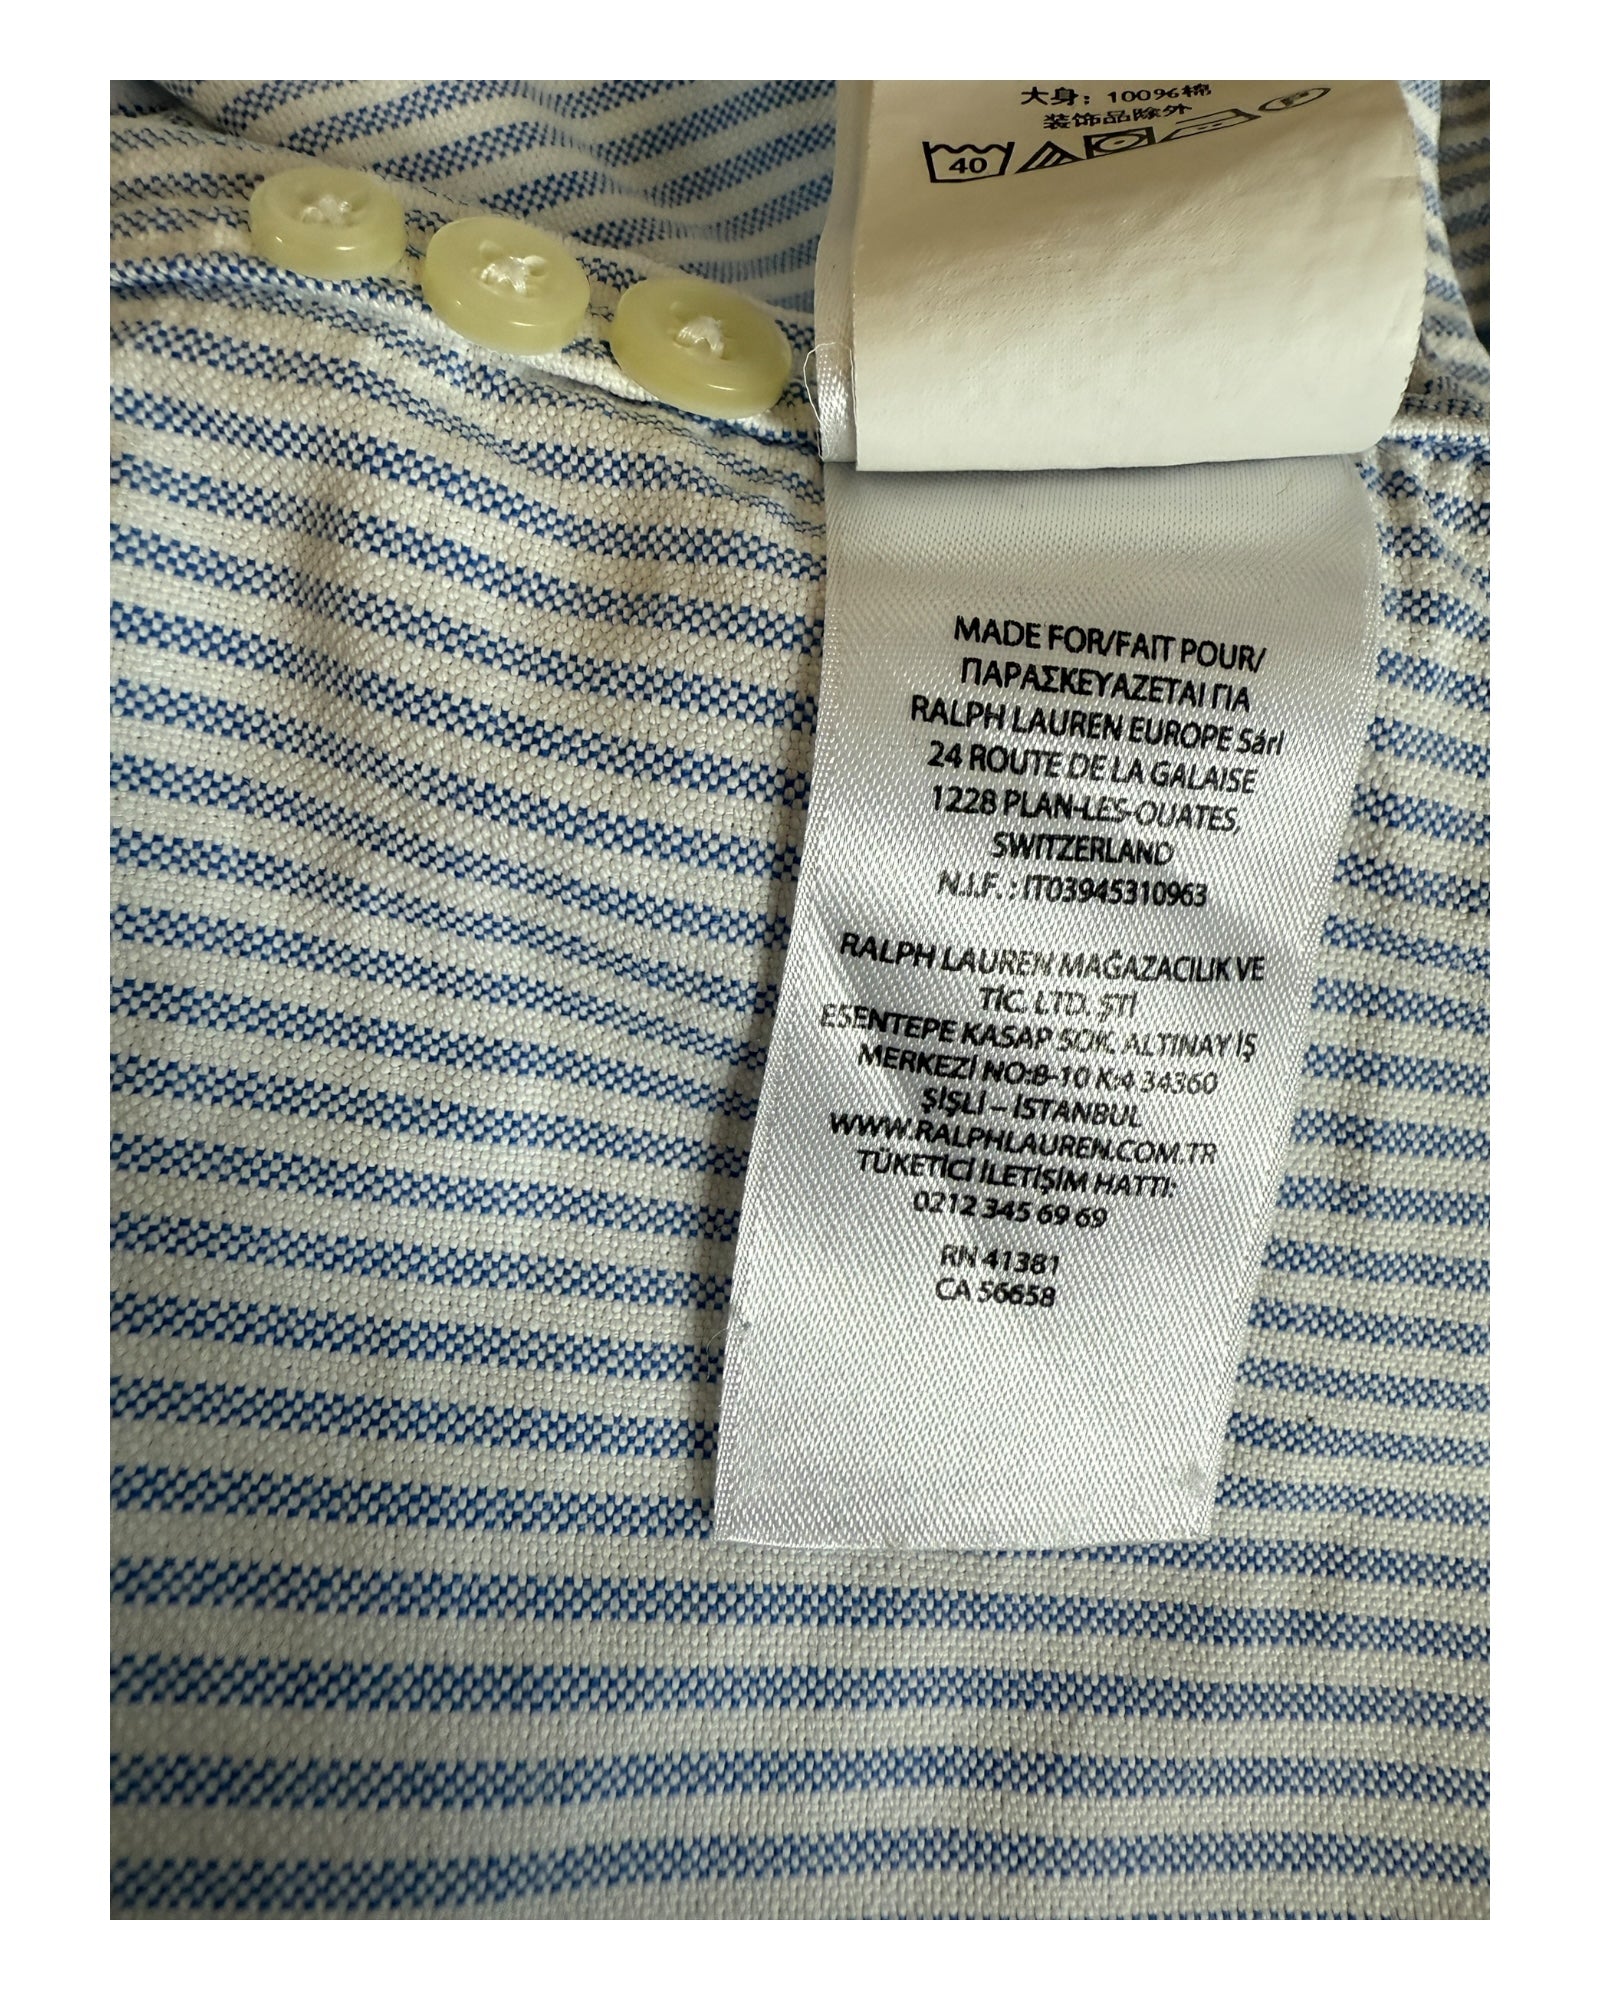 大身：100%棉
装饰品除外
40
P
MADE FOR/FAIT POUR/
ΠΑΡΑΣΚΕΥΑΖΕΤΑΙ ΓΙΑ
RALPH LAUREN EUROPE Sárl
24 ROUTE DE LA GALAISE
1228 PLAN-LES-OUATES,
SWITZERLAND
N.I.F. : IT03945310963
RALPH LAUREN MAĞAZACILIK VE
TİC. LTD. ŞTİ
ESENTEPE KASAP SOK. ALTINAY İŞ
MERKEZİ NO:8-10 K:4 34360
ŞİŞLİ – İSTANBUL
WWW.RALPHLAUREN.COM.TR
TÜKETİCİ İLETİŞİM HATTI:
0212 345 69 69
RN 41381
CA 56658